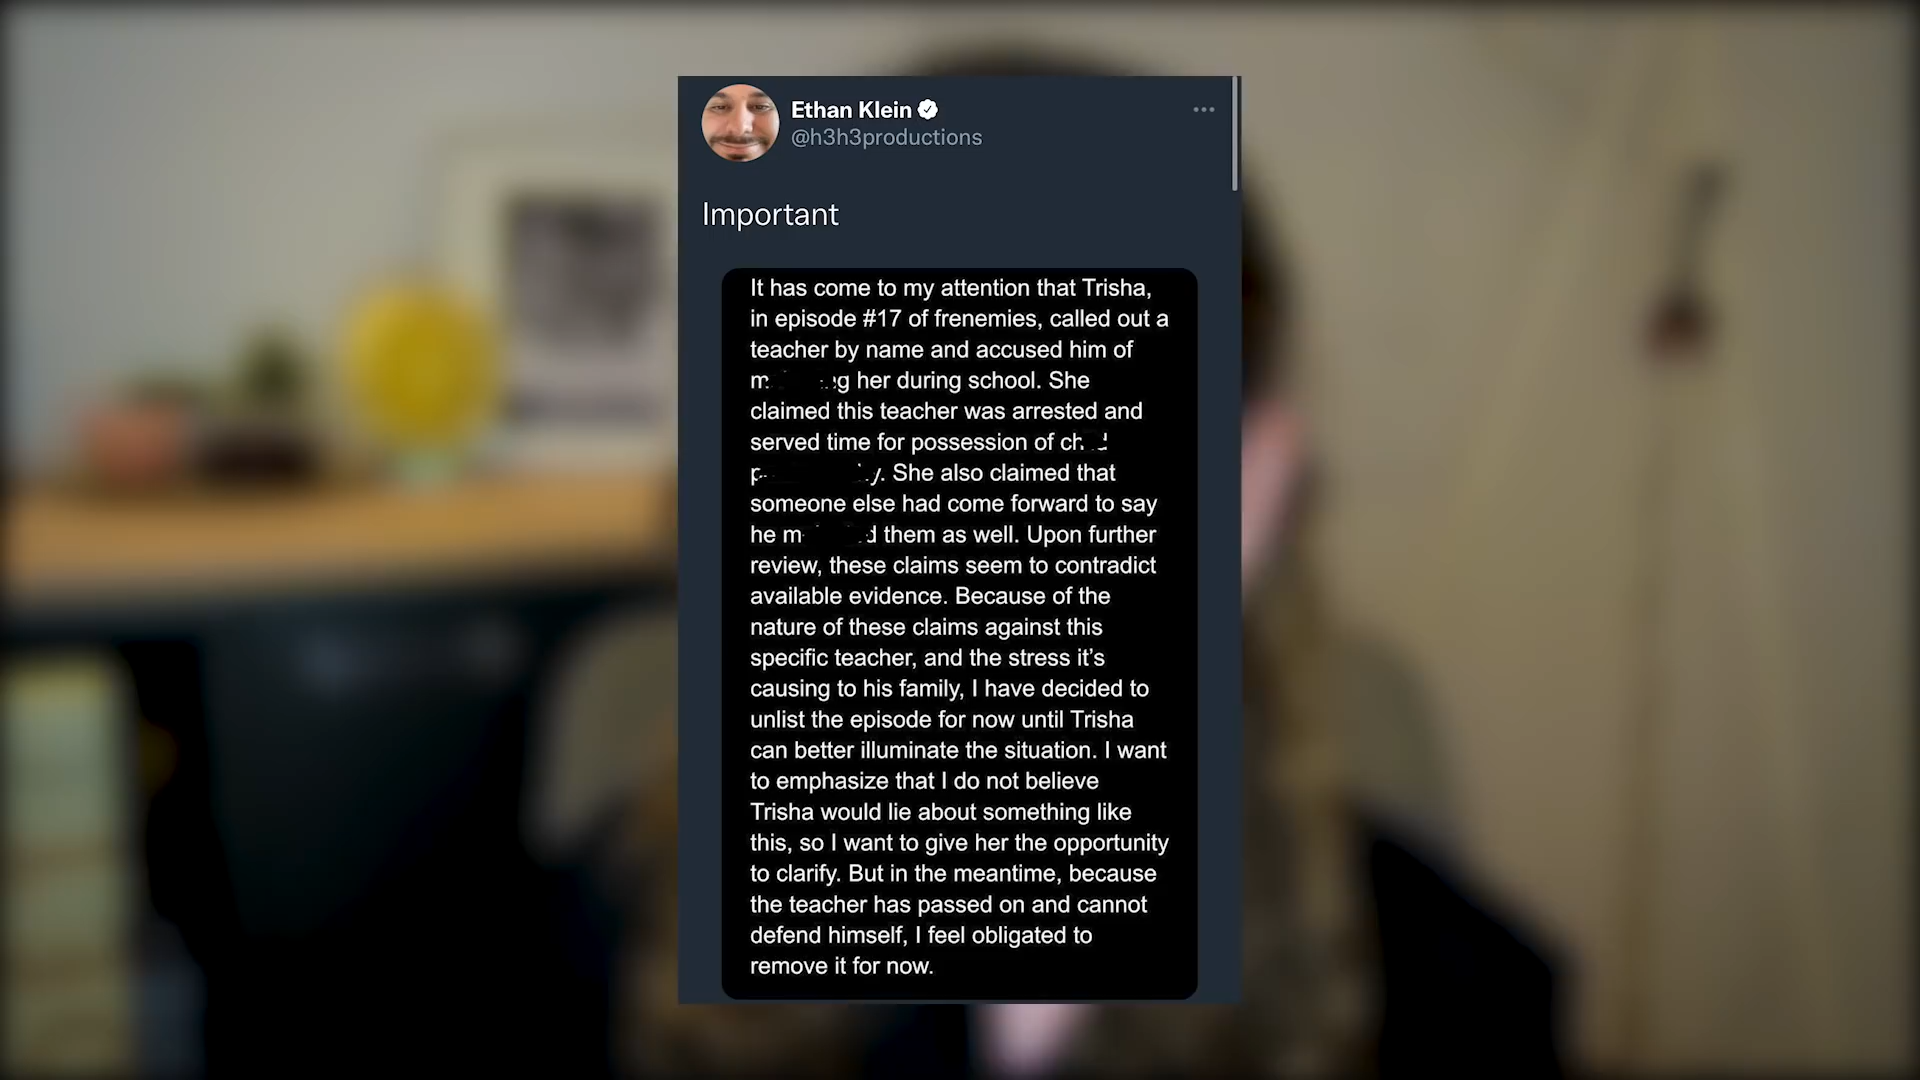 Ethan Klein
@h3h3productions
Important
It has come to my attention that Trisha,
in episode #17 of frenemies, called out a
teacher by name and accused him of
her during school. She
claimed this teacher was arrested and
served time for possession of
She also claimed that
someone else had come forward to say
he them as well. Upon further
review, these claims seem to contradict
available evidence. Because of the
nature of these claims against this
specific teacher, and the stress it’s
causing to his family, I have decided to
unlist the episode for now until Trisha
can better illuminate the situation. I want
to emphasize that I do not believe
Trisha would lie about something like
this, so I want to give her the opportunity
to clarify. But in the meantime, because
the teacher has passed on and cannot
defend himself, I feel obligated to
remove it for now.